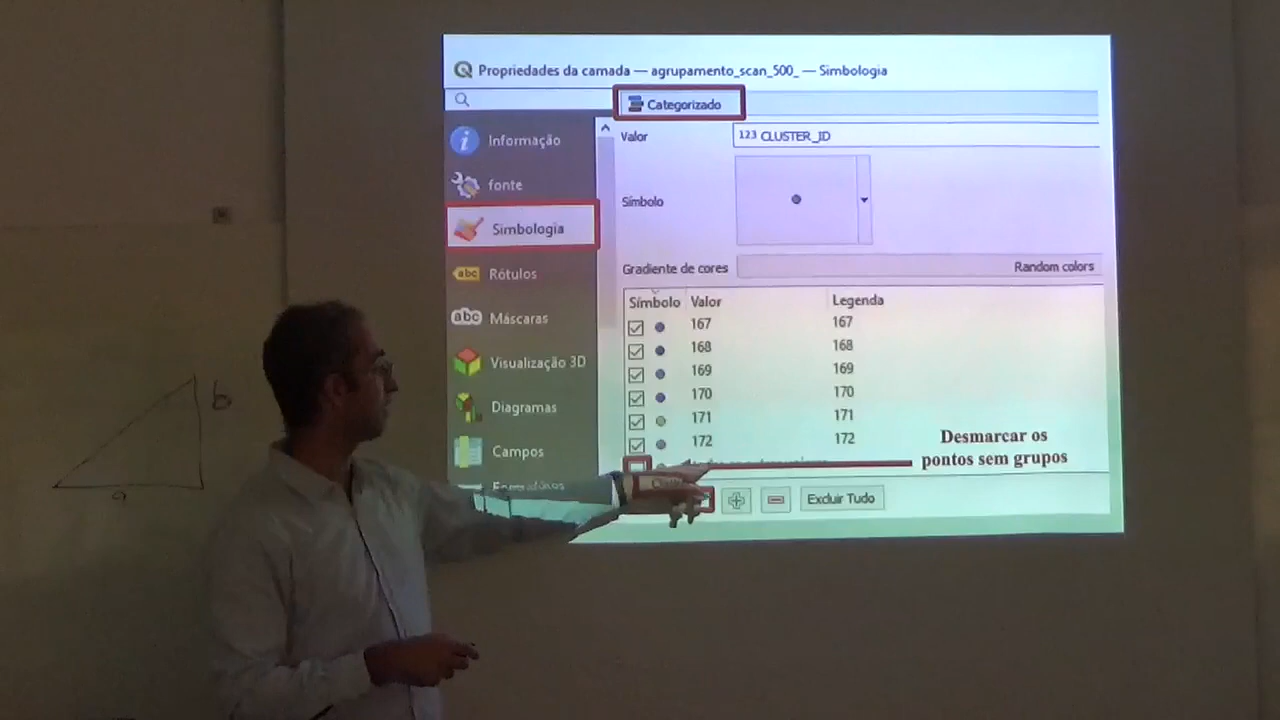 Propriedades da camada — agrupamento_scan_500_ — Simbologia
Categorizado
Informação
Valor
123 CLUSTER_ID
fonte
Símbolo
Simbologia
Gradiente de cores
Random colors
abc Rótulos
Símbolo Valor Legenda
167 167
abc Máscaras
168 168
Visualização 3D
169 169
170 170
Diagramas
171 171
172 172
Campos
Desmarcar os
pontos sem grupos
Excluir Tudo
b
a